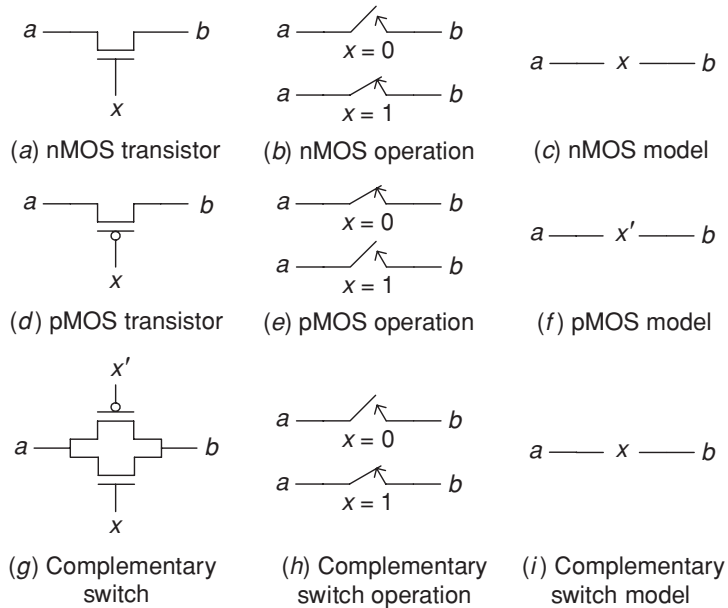 a b a b a x b
x = 0
a b
x x = 1
(a) nMOS transistor (b) nMOS operation (c) nMOS model
a b a b a x′ b
x = 0
a b
x x = 1
(d) pMOS transistor (e) pMOS operation (f) pMOS model
x′
a b
x = 0
a b a x b
a b
x x = 1
(g) Complementary (h) Complementary (i) Complementary
switch switch operation switch model